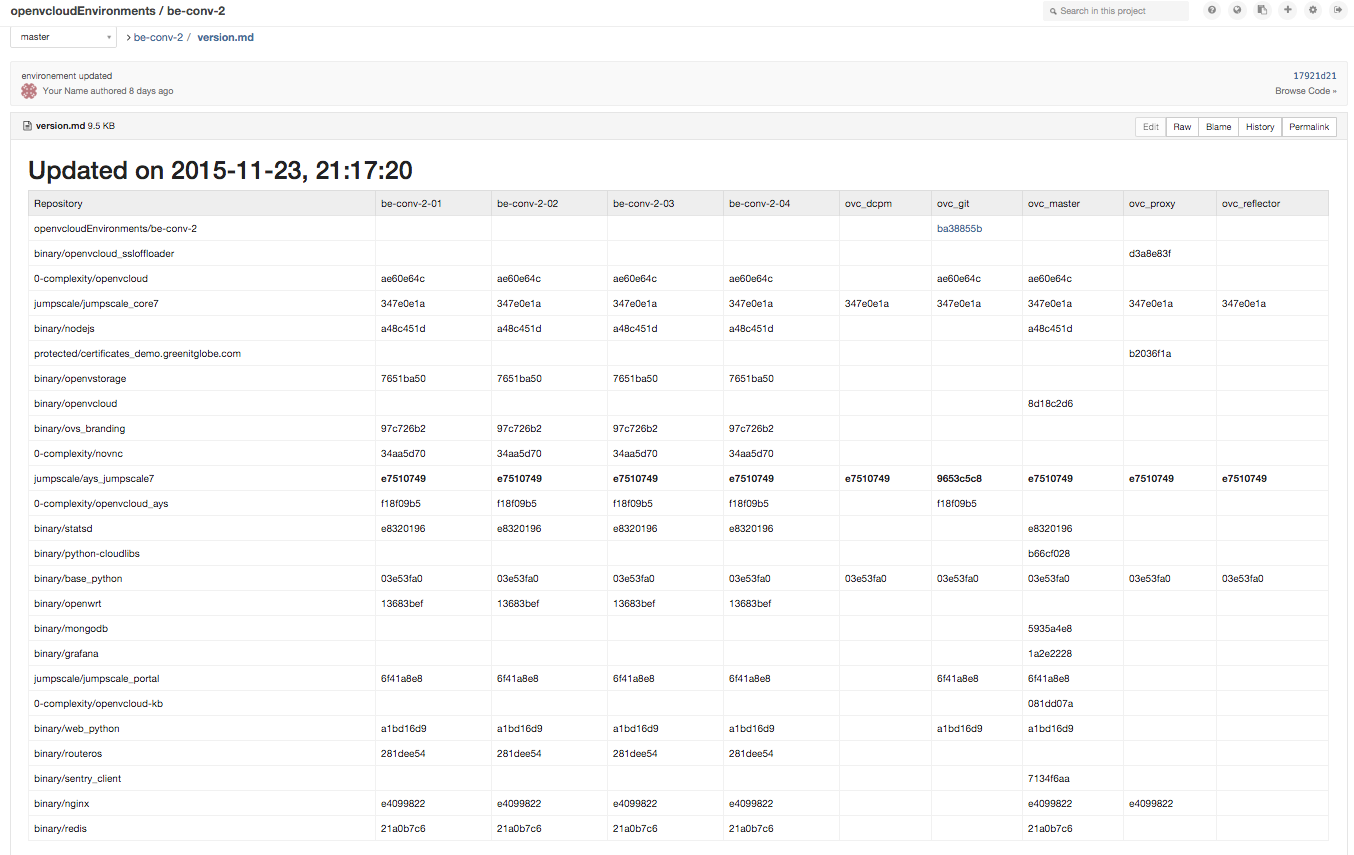 openvcloudEnvironments / be-conv-2
Search in this project
master
be-conv-2 / version.md
environement updated
17921d21
Your Name authored 8 days ago
Browse Code »
version.md 9.5 KB
Edit Raw Blame History Permalink
Updated on 2015-11-23, 21:17:20
Repository be-conv-2-01 be-conv-2-02 be-conv-2-03 be-conv-2-04 ovc_dcpm ovc_git ovc_master ovc_proxy ovc_reflector
openvcloudEnvironments/be-conv-2 ba38855b
binary/openvcloud_ssloffloader d3a8e83f
0-complexity/openvcloud ae60e64c ae60e64c ae60e64c ae60e64c ae60e64c ae60e64c
jumpscale/jumpscale_core7 347e0e1a 347e0e1a 347e0e1a 347e0e1a 347e0e1a 347e0e1a 347e0e1a 347e0e1a 347e0e1a
binary/nodejs a48c451d a48c451d a48c451d a48c451d a48c451d
protected/certificates_demo.greenitglobe.com b2036f1a
binary/openvstorage 7651ba50 7651ba50 7651ba50 7651ba50
binary/openvcloud 8d18c2d6
binary/ovs_branding 97c726b2 97c726b2 97c726b2 97c726b2
0-complexity/novnc 34aa5d70 34aa5d70 34aa5d70 34aa5d70
jumpscale/ays_jumpscale7 e7510749 e7510749 e7510749 e7510749 e7510749 9653c5c8 e7510749 e7510749 e7510749
0-complexity/openvcloud_ays f18f09b5 f18f09b5 f18f09b5 f18f09b5 f18f09b5
binary/statsd e8320196 e8320196 e8320196 e8320196 e8320196
binary/python-cloudlibs b66cf028
binary/base_python 03e53fa0 03e53fa0 03e53fa0 03e53fa0 03e53fa0 03e53fa0 03e53fa0 03e53fa0 03e53fa0
binary/openwrt 13683bef 13683bef 13683bef 13683bef
binary/mongodb 5935a4e8
binary/grafana 1a2e2228
jumpscale/jumpscale_portal 6f41a8e8 6f41a8e8 6f41a8e8 6f41a8e8 6f41a8e8 6f41a8e8
0-complexity/openvcloud-kb 081dd07a
binary/web_python a1bd16d9 a1bd16d9 a1bd16d9 a1bd16d9 a1bd16d9 a1bd16d9
binary/routeros 281dee54 281dee54 281dee54 281dee54
binary/sentry_client 7134f6aa
binary/nginx e4099822 e4099822 e4099822 e4099822 e4099822 e4099822
binary/redis 21a0b7c6 21a0b7c6 21a0b7c6 21a0b7c6 21a0b7c6